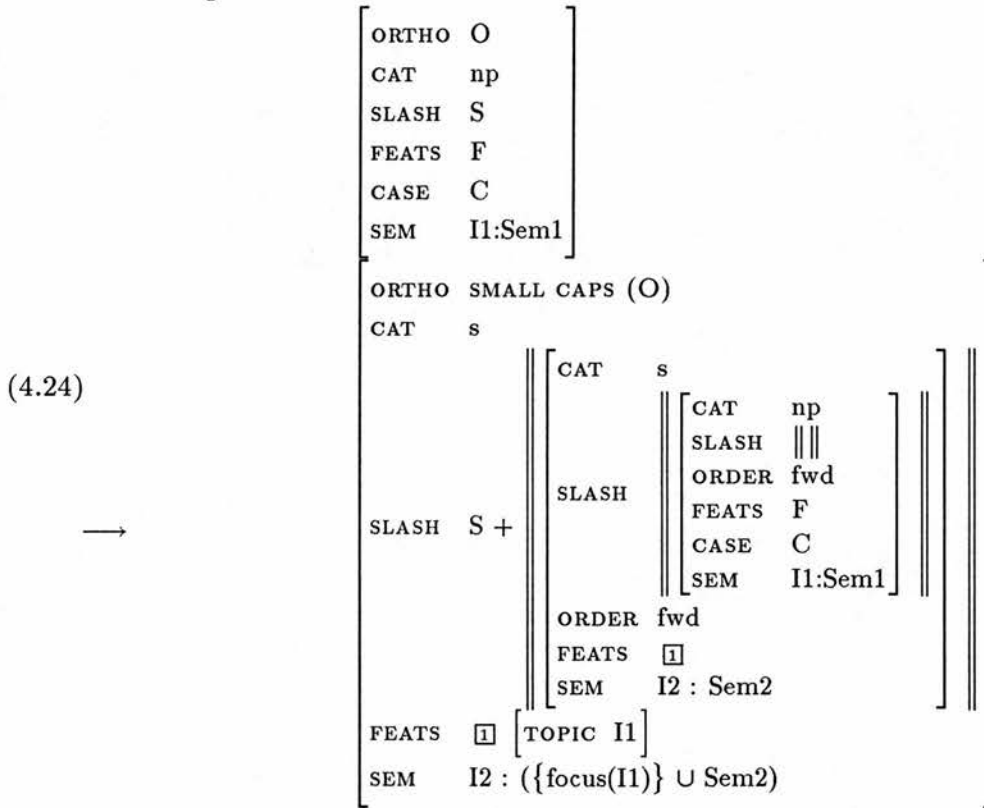 ORTHO O
CAT np
SLASH S
FEATS F
CASE C
SEM I1:Sem1
ORTHO SMALL CAPS (O)
CAT s
(4.24)
CAT s
CAT np
SLASH ‖ ‖
ORDER fwd
SLASH
FEATS F
⟶ SLASH S +
CASE C
SEM I1:Sem1
ORDER fwd
FEATS 1
SEM I2 : Sem2
FEATS 1 [TOPIC I1]
SEM I2 : ({focus(I1)} ∪ Sem2)